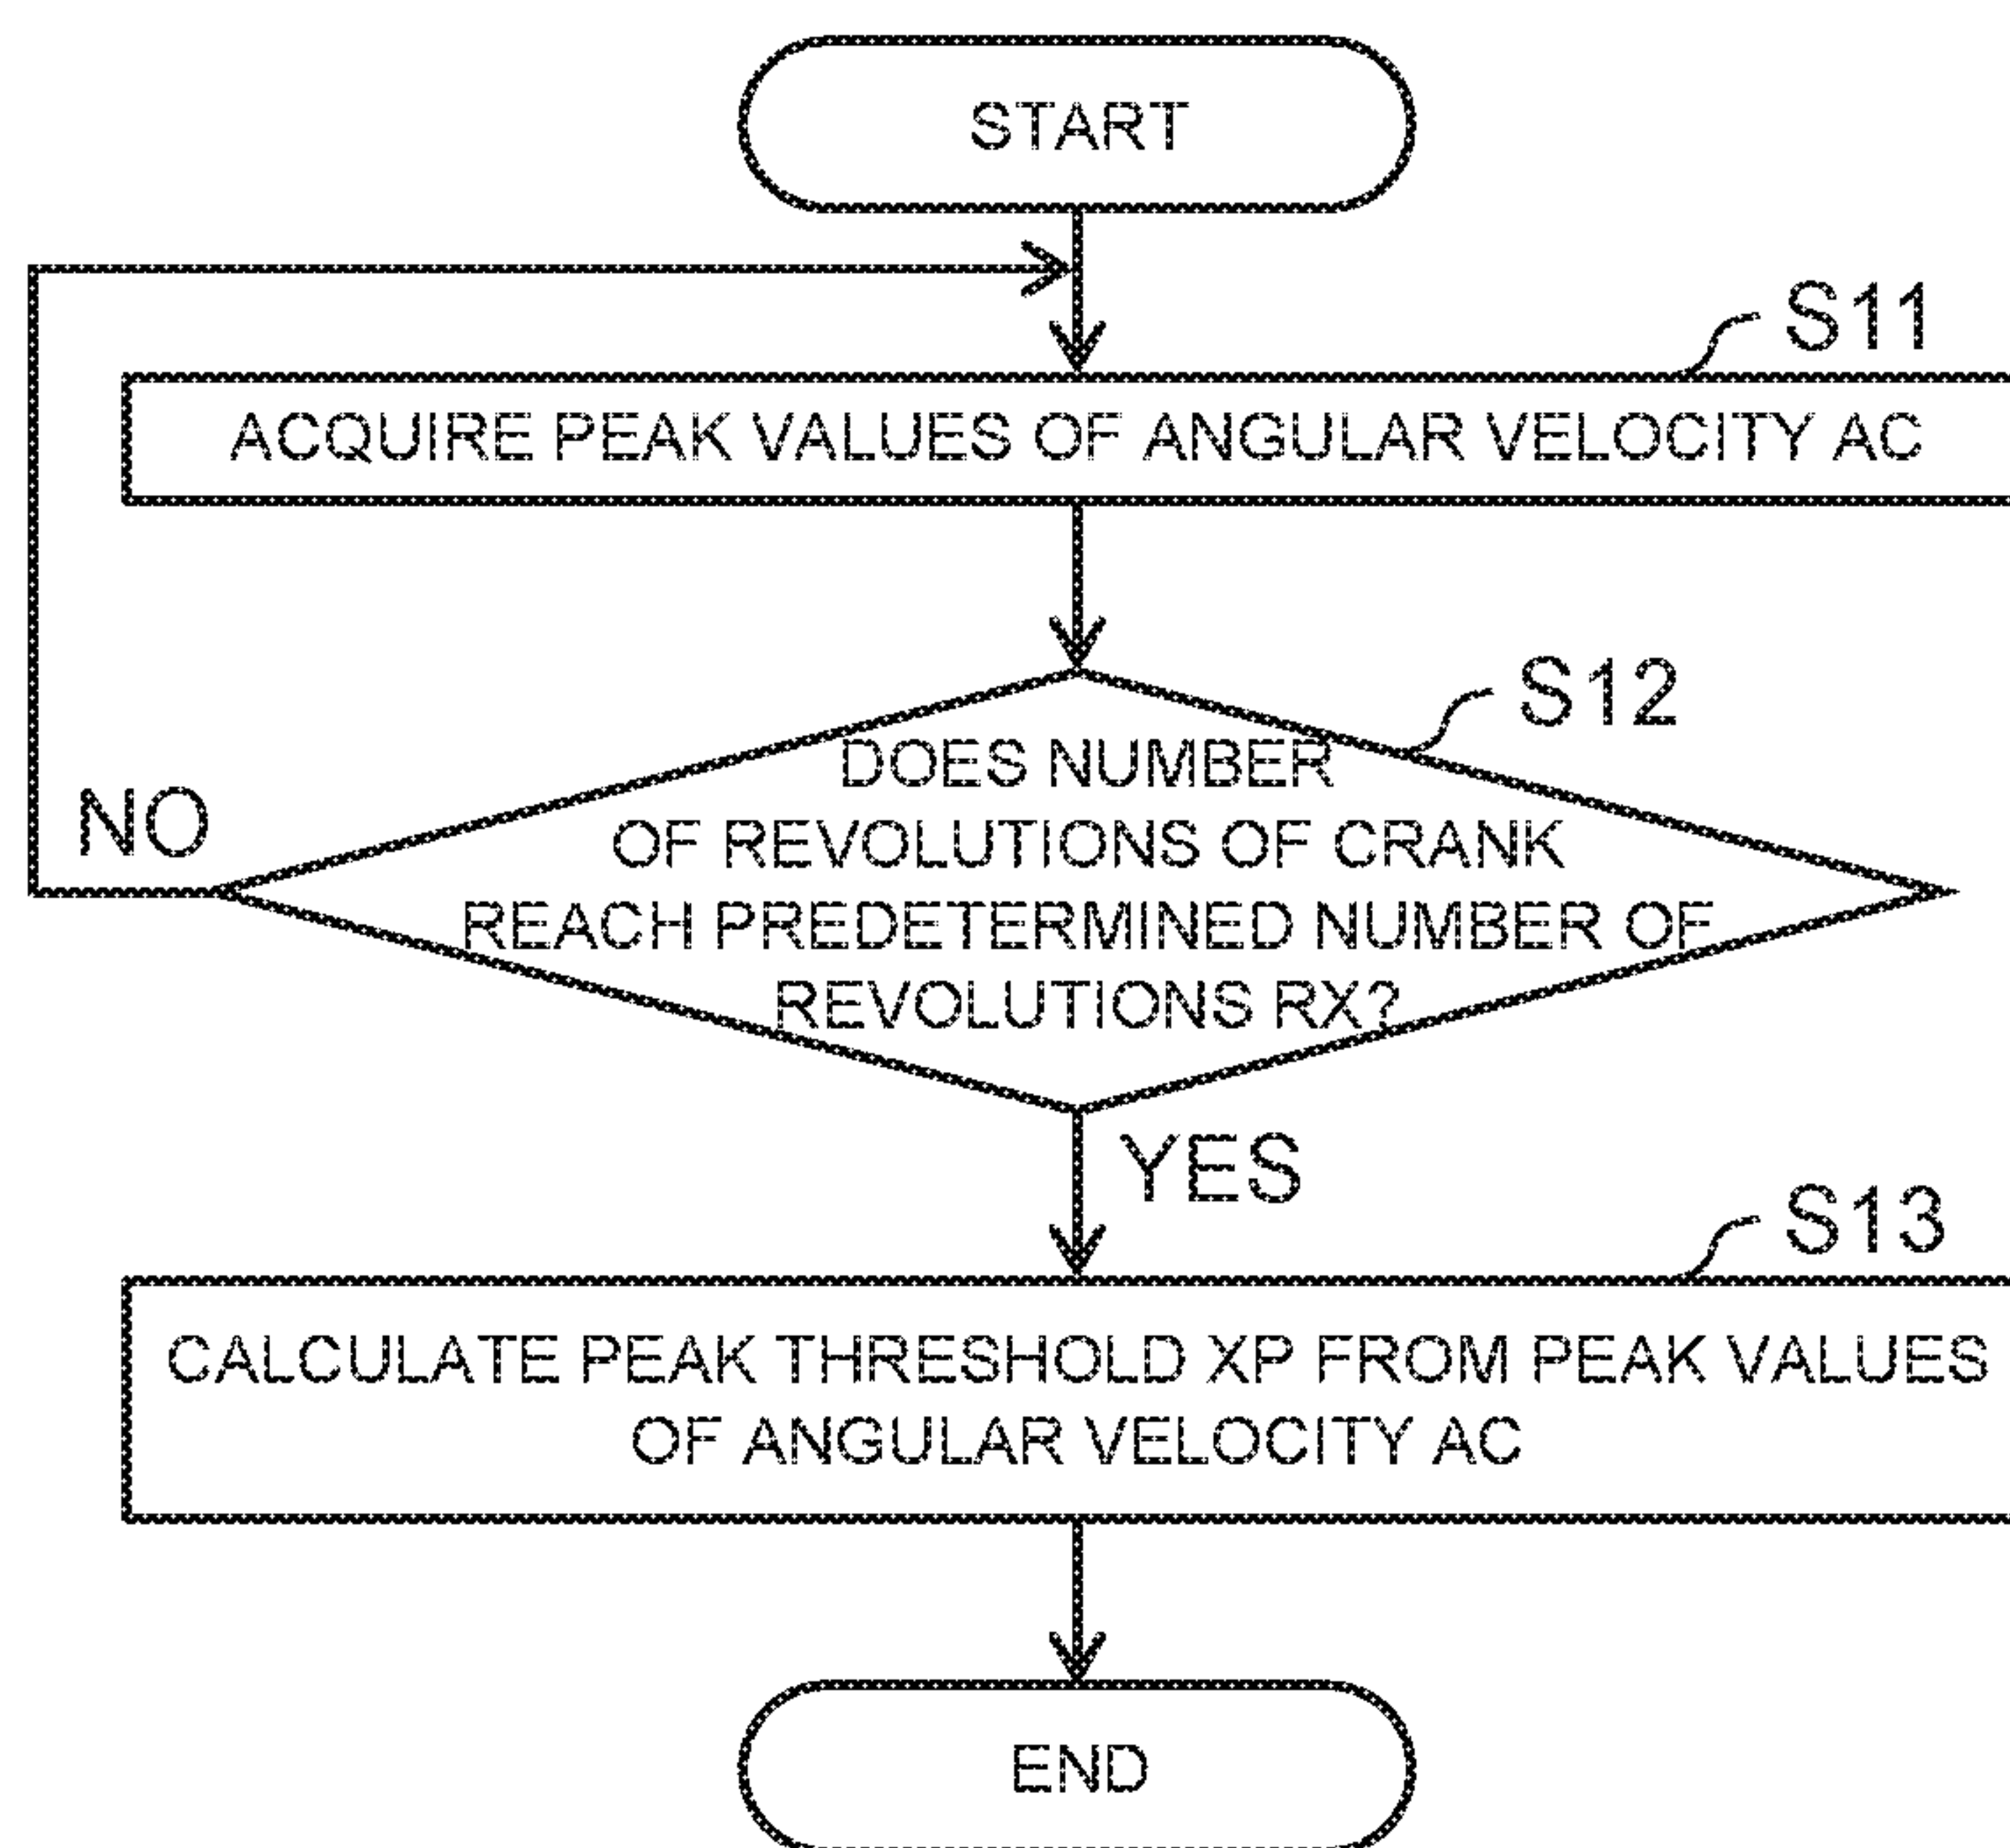 START
S11
ACQUIRE PEAK VALUES OF ANGULAR VELOCITY AC
S12
DOES NUMBER
OF REVOLUTIONS OF CRANK
REACH PREDETERMINED NUMBER OF
REVOLUTIONS RX?
NO
YES
S13
CALCULATE PEAK THRESHOLD XP FROM PEAK VALUES
OF ANGULAR VELOCITY AC
END